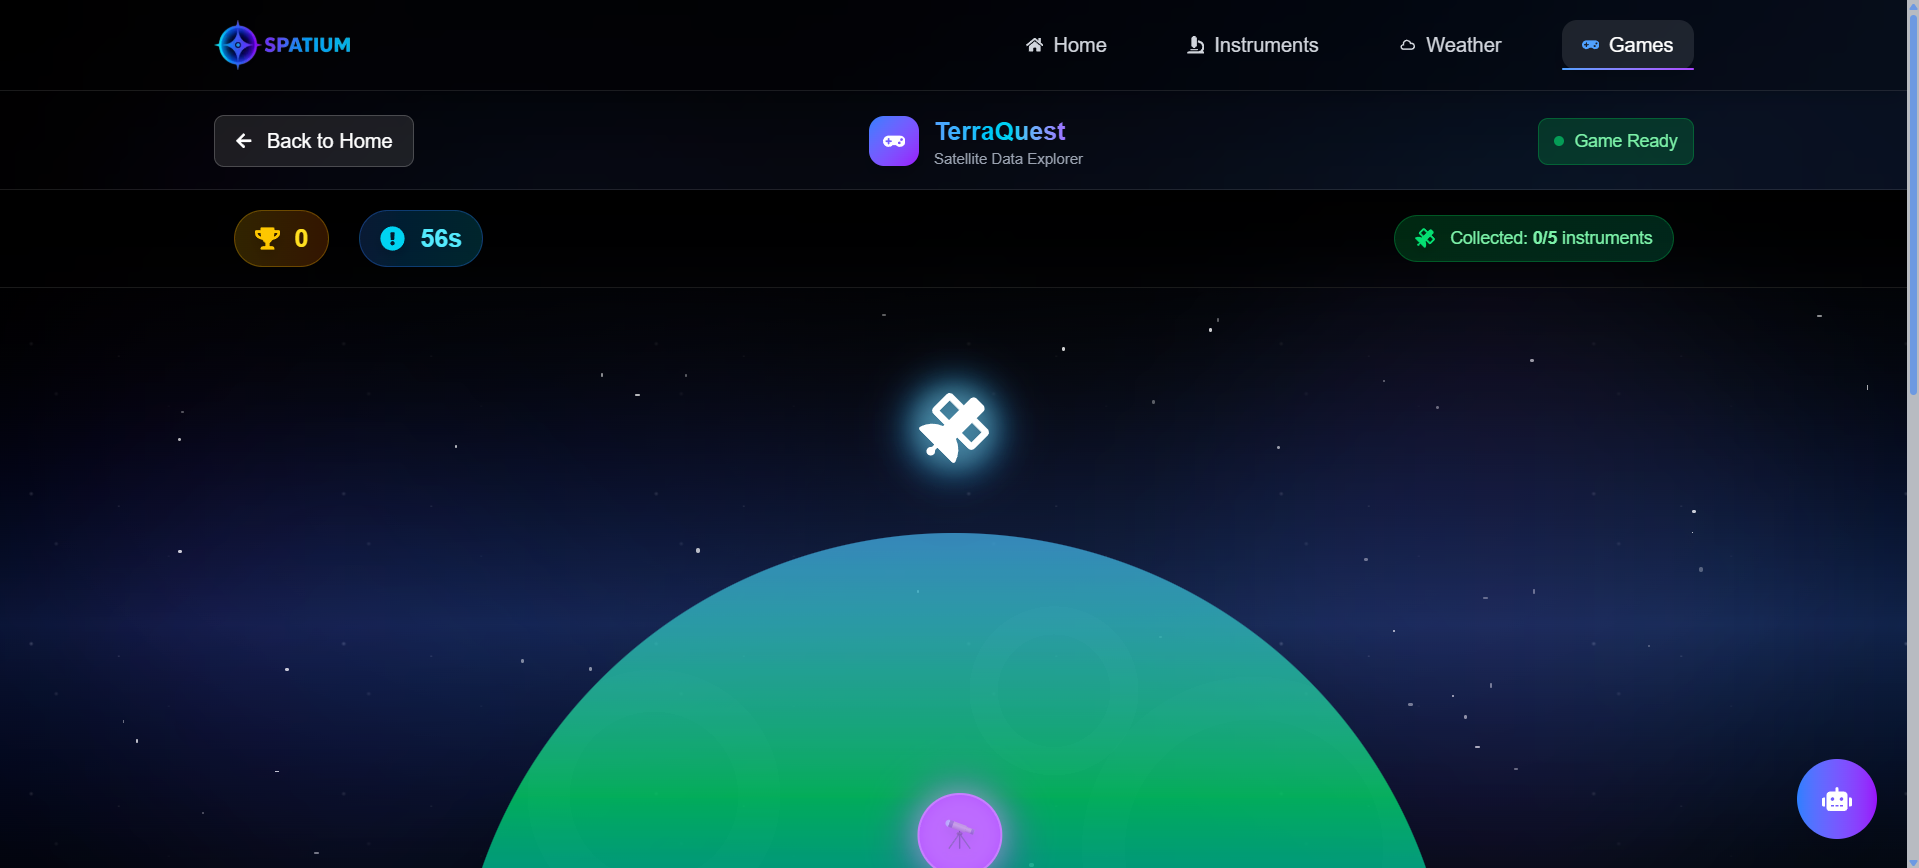 SPATIUM
Home
Instruments
Weather
Games
Back to Home
TerraQuest
Satellite Data Explorer
Game Ready
0
56s
Collected: 0/5 instruments